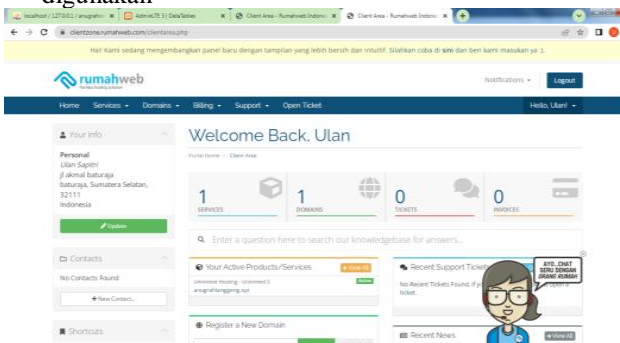 digunakan
localhost / 127.0.0.1 / anugrahn
AdminLTE 3 | DataTables
Client Area - Rumahweb Indones
Client Area - Rumahweb Indones
clientzone.rumahweb.com/clientarea.php
Hai! Kami sedang mengembangkan panel baru dengan tampilan yang lebih bersih dan intuitif. Silahkan coba di sini dan beri kami masukan ya :).
rumahweb
Notifications
Logout
Home Services Domains Billing Support Open Ticket Hello, Ulan!
Your Info
Personal
Ulan Sapitri
jl akmal baturaja
baturaja, Sumatera Selatan,
32111
Indonesia
Update
Contacts
No Contacts Found
+ New Contact...
Shortcuts
Welcome Back, Ulan
Portal Home Client Area
1
SERVICES
1
DOMAINS
0
TICKETS
0
INVOICES
Enter a question here to search our knowledgebase for answers...
Your Active Products/Services
View All
Unlimited Hosting - Unlimited S
Active
Register a New Domain
Recent Support Tickets
No Recent Tickets Found. If you
open a
ticket.
AYO..CHAT
SERU DENGAN
ORANG RUMAH!
Recent News
View All